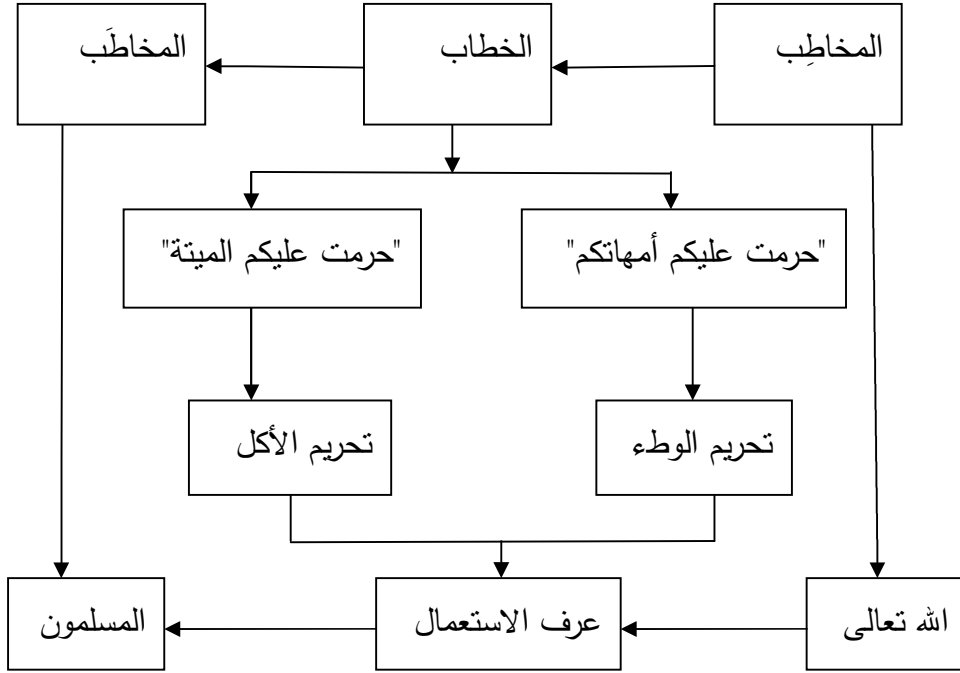 المخاطِب
الخطاب
المخاطَب
"حرمت عليكم أمهاتكم"
"حرمت عليكم الميتة"
تحريم الوطء
تحريم الأكل
الله تعالى
عرف الاستعمال
المسلمون